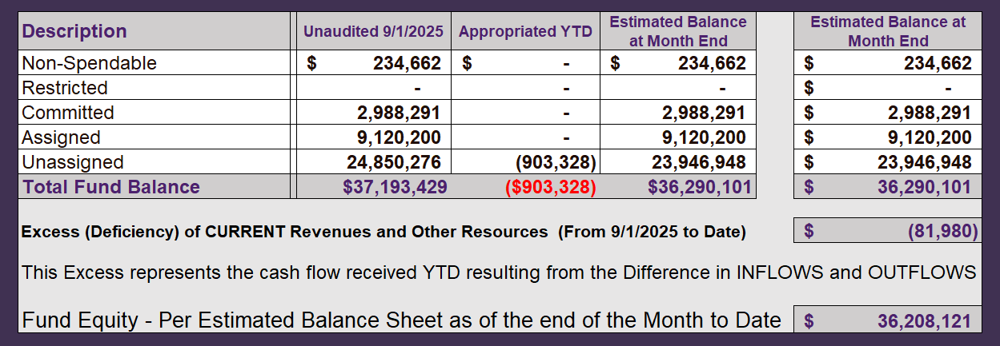 Description Unaudited 9/1/2025 Appropriated YTD Estimated Balance at Month End Estimated Balance at Month End
Non-Spendable $ 234,662 $ - $ 234,662 $ 234,662
Restricted - - - $ -
Committed 2,988,291 - 2,988,291 $ 2,988,291
Assigned 9,120,200 - 9,120,200 $ 9,120,200
Unassigned 24,850,276 (903,328) 23,946,948 $ 23,946,948
Total Fund Balance $37,193,429 ($903,328) $36,290,101 $ 36,290,101
Excess (Deficiency) of CURRENT Revenues and Other Resources (From 9/1/2025 to Date) $ (81,980)
This Excess represents the cash flow received YTD resulting from the Difference in INFLOWS and OUTFLOWS
Fund Equity - Per Estimated Balance Sheet as of the end of the Month to Date $ 36,208,121